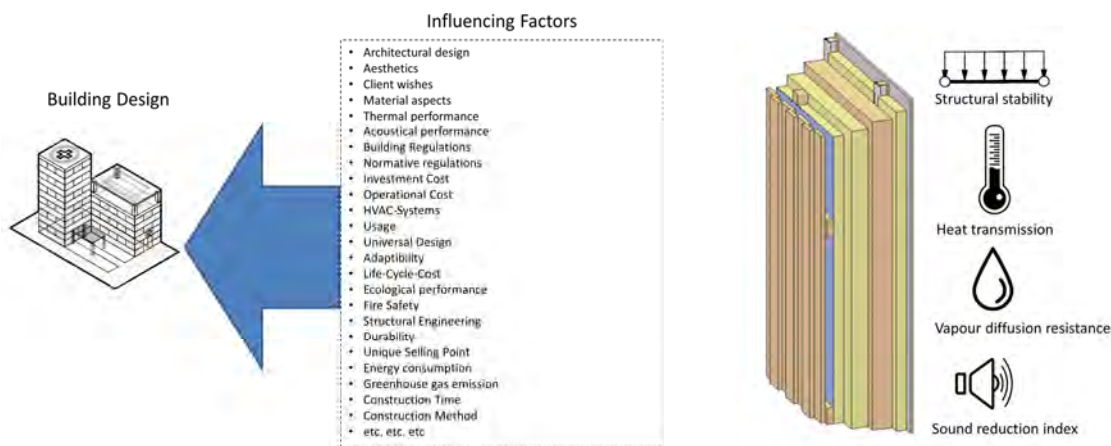 Influencing Factors
Building Design
• Architectural design
• Aesthetics
• Client wishes
• Material aspects
• Thermal performance
• Acoustical performance
• Building Regulations
• Normative regulations
• Investment Cost
• Operational Cost
• HVAC-Systems
• Usage
• Universal Design
• Adaptibility
• Life-Cycle-Cost
• Ecological performance
• Fire Safety
• Structural Engineering
• Durability
• Unique Selling Point
• Energy consumption
• Greenhouse gas emission
• Construction Time
• Construction Method
• etc, etc, etc
Structural stability
Heat transmission
Vapour diffusion resistance
Sound reduction index